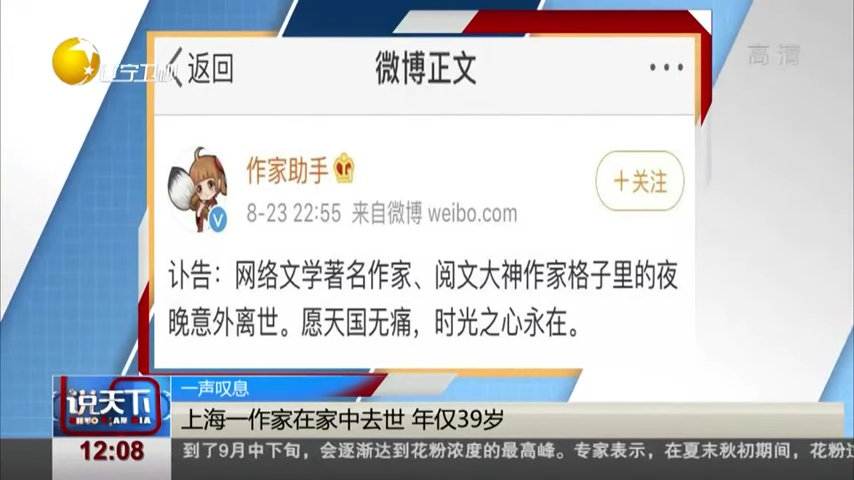 辽宁卫视
高清
返回
微博正文
作家助手
+关注
8-23 22:55 来自微博 weibo.com
讣告：网络文学著名作家、阅文大神作家格子里的夜
晚意外离世。愿天国无痛，时光之心永在。
一声叹息
说天下
SHUO TIAN XIA
上海一作家在家中去世 年仅39岁
12:08
到了9月中下旬，会逐渐达到花粉浓度的最高峰。专家表示，在夏末秋初期间，花粉过